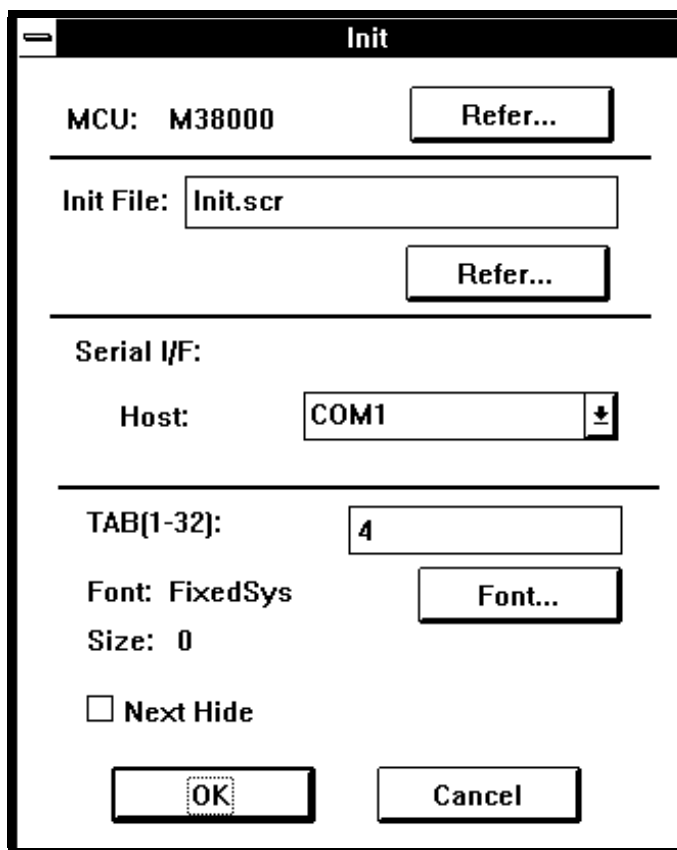 Init
MCU: M38000 Refer...
Init File: Init.scr
Refer...
Serial I/F:
Host: COM1
TAB(1-32): 4
Font: FixedSys Font...
Size: 0
Next Hide
OK Cancel